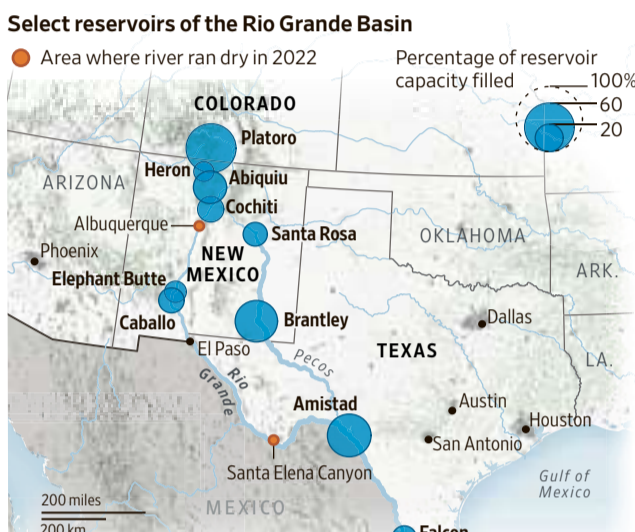 Select reservoirs of the Rio Grande Basin
Area where river ran dry in 2022
Percentage of reservoir
capacity filled
100%
60
20
COLORADO
Platoro
Heron
Abiquiu
ARIZONA
Cochiti
Albuquerque
Santa Rosa
OKLAHOMA
Phoenix
NEW
MEXICO
ARK.
Elephant Butte
Caballo
Brantley
Dallas
El Paso
TEXAS
LA.
Pecos
Rio
Grande
Amistad
Austin
Houston
San Antonio
Santa Elena Canyon
Gulf of
Mexico
200 miles
MEXICO
200 km
Falcon